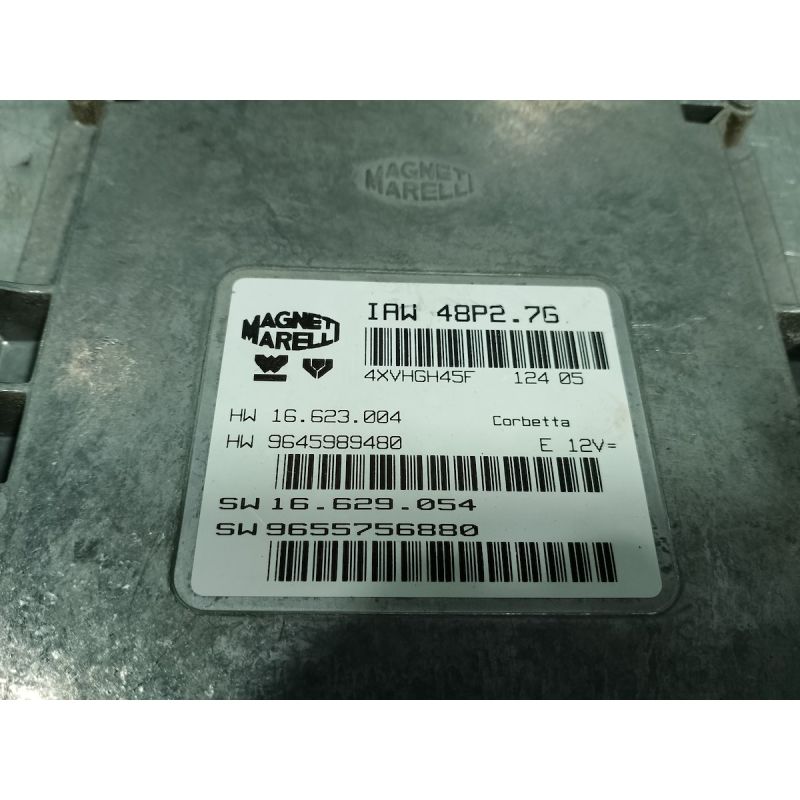 MAGNETI
MARELLI
MAGNETI
MARELLI
IAW 48P2.7G
4XVHGH45F 124 05
HW 16.623.004 Corbetta
HW 9645989480 E 12V=
SW 16.629.054
SW 9655756880